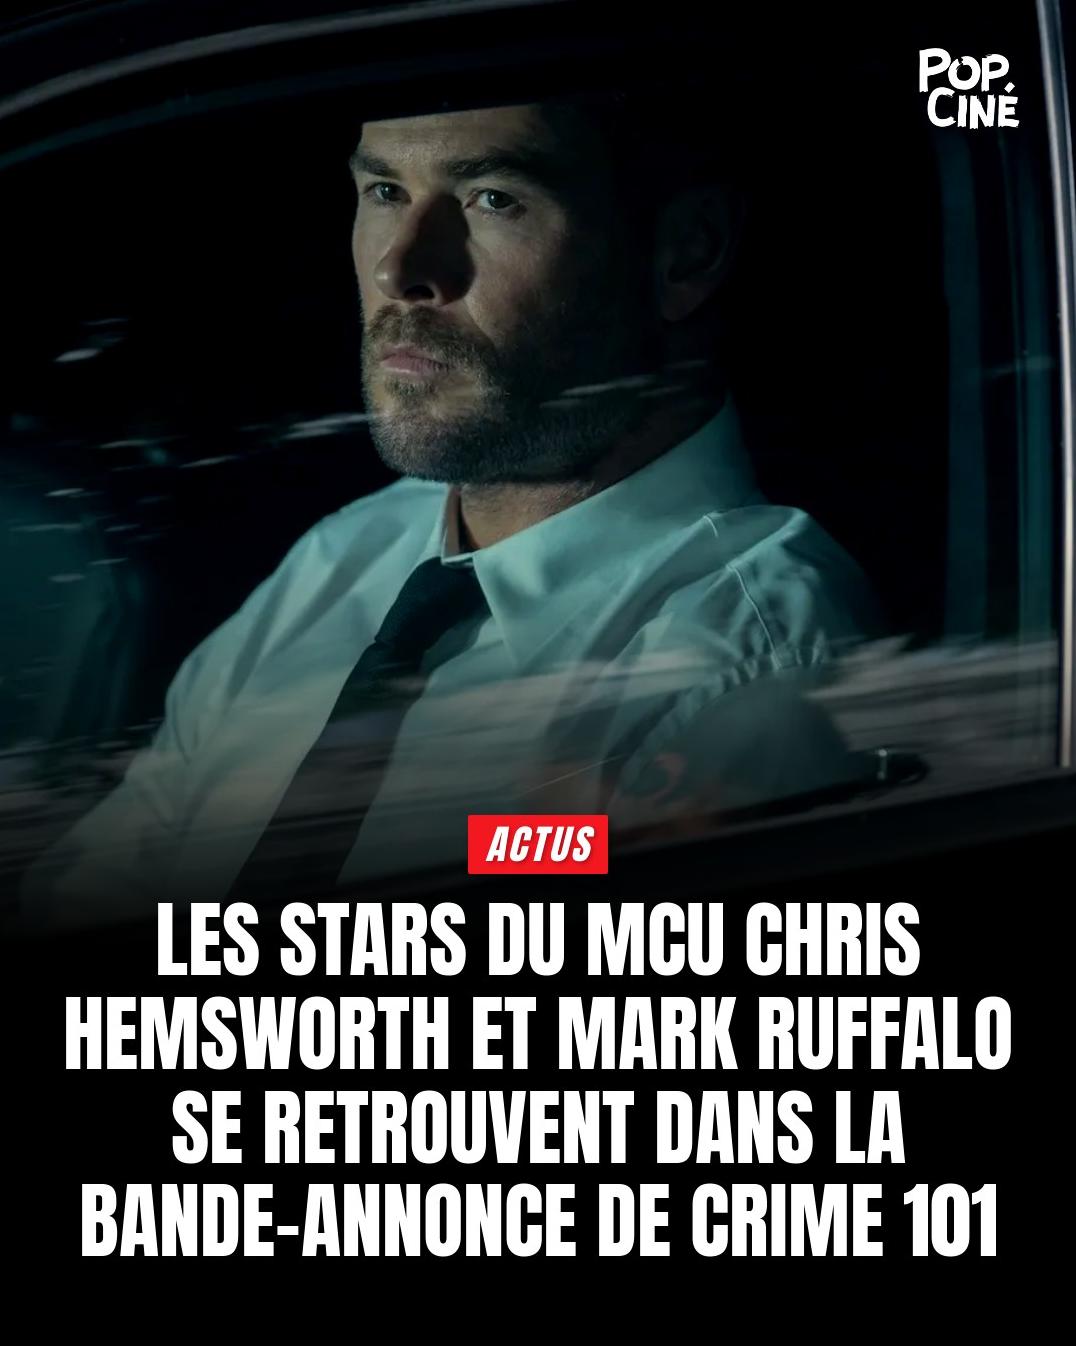 POP.
CINÉ
ACTUS
LES STARS DU MCU CHRIS
HEMSWORTH ET MARK RUFFALO
SE RETROUVENT DANS LA
BANDE-ANNONCE DE CRIME 101